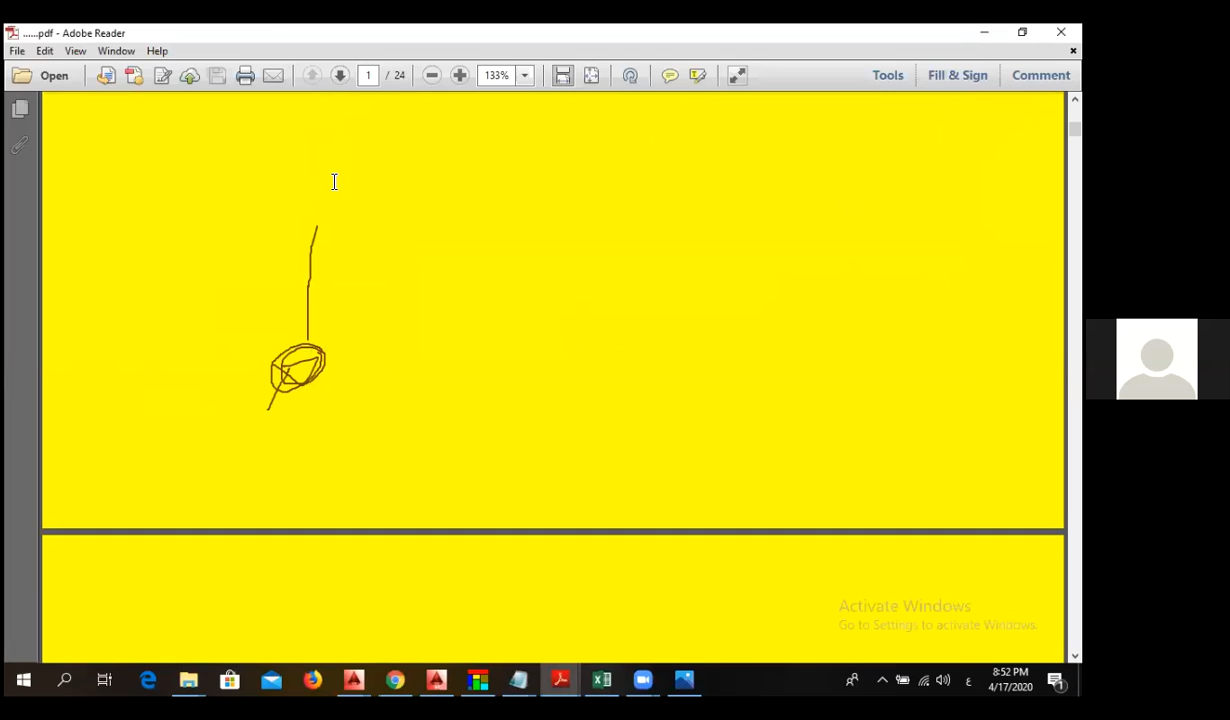 ......pdf - Adobe Reader
File Edit View Window Help
Open 1 / 24 133% Tools Fill & Sign Comment
Activate Windows
Go to Settings to activate Windows.
8:52 PM
ع
4/17/2020
1